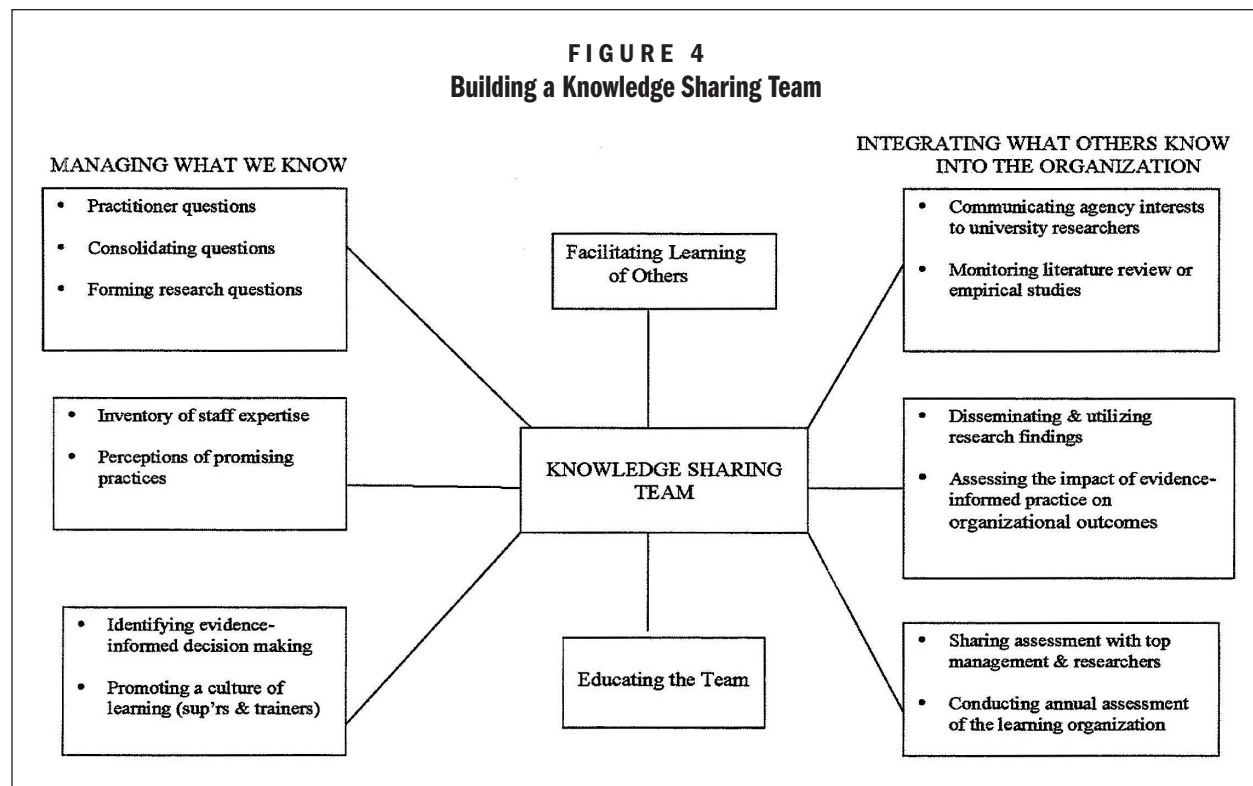 FIGURE 4
Building a Knowledge Sharing Team
MANAGING WHAT WE KNOW
• Practitioner questions
• Consolidating questions
• Forming research questions
• Inventory of staff expertise
• Perceptions of promising
practices
• Identifying evidence-
informed decision making
• Promoting a culture of
learning (sup'rs & trainers)
Facilitating Learning
of Others
KNOWLEDGE SHARING
TEAM
Educating the Team
INTEGRATING WHAT OTHERS KNOW
INTO THE ORGANIZATION
• Communicating agency interests
to university researchers
• Monitoring literature review or
empirical studies
• Disseminating & utilizing
research findings
• Assessing the impact of evidence-
informed practice on
organizational outcomes
• Sharing assessment with top
management & researchers
• Conducting annual assessment
of the learning organization